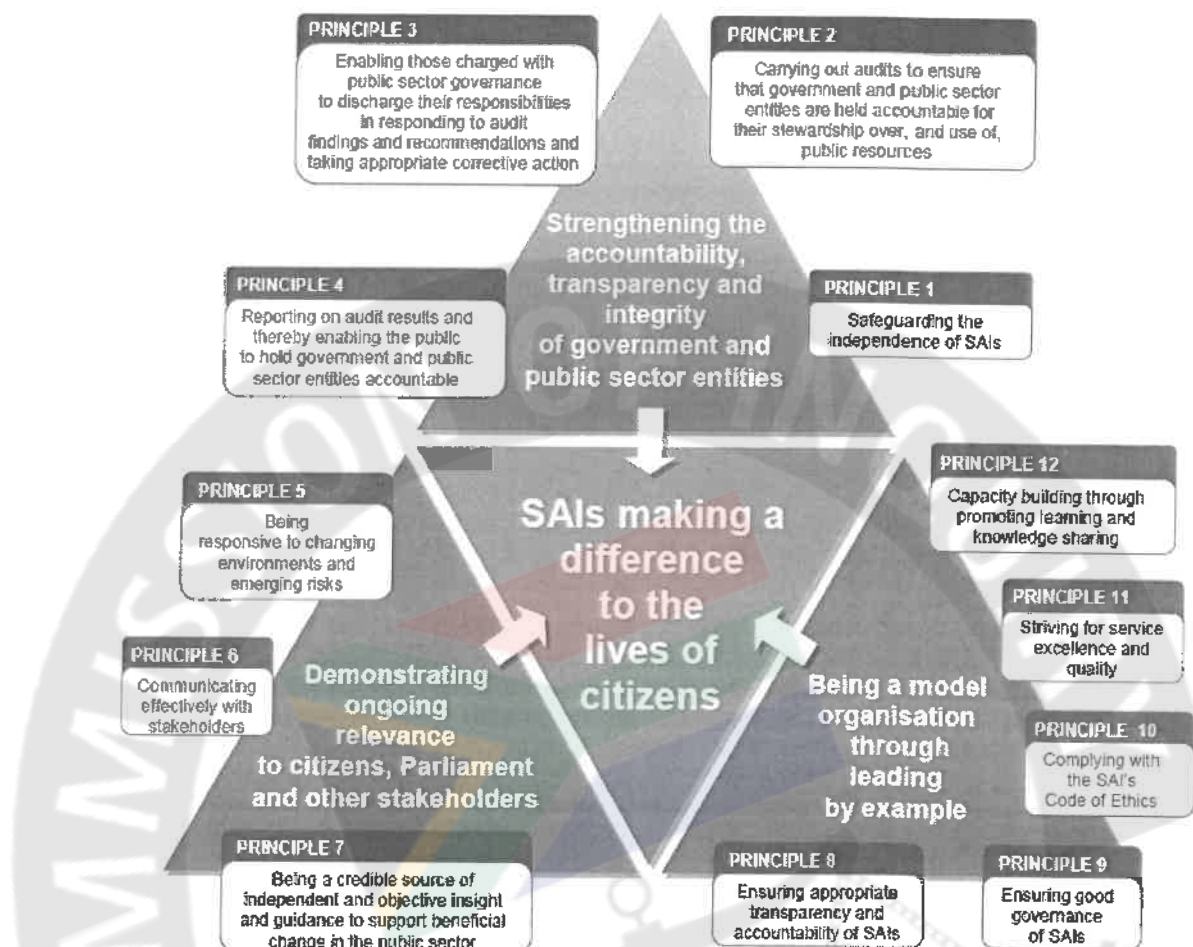 PRINCIPLE 3
Enabling those charged with
public sector governance
to discharge their responsibilities
in responding to audit
findings and recommendations and
taking appropriate corrective action
PRINCIPLE 2
Carrying out audits to ensure
that government and public sector
entities are held accountable for
their stewardship over, and use of,
public resources
Strengthening the
accountability,
transparency and
integrity
of government and
public sector entities
PRINCIPLE 4
Reporting on audit results and
thereby enabling the public
to hold government and public
sector entities accountable
PRINCIPLE 1
Safeguarding the
independence of SAIs
PRINCIPLE 5
Being
responsive to changing
environments and
emerging risks
SAIs making a
difference
to the
lives of
citizens
PRINCIPLE 12
Capacity building through
promoting learning and
knowledge sharing
PRINCIPLE 11
Striving for service
excellence and
quality
PRINCIPLE 6
Communicating
effectively with
stakeholders
Demonstrating
ongoing
relevance
to citizens, Parliament
and other stakeholders
Being a model
organisation
through
leading
by example
PRINCIPLE 10
Complying with
the SAI's
Code of Ethics
PRINCIPLE 7
Being a credible source of
independent and objective insight
and guidance to support beneficial
change in the public sector
PRINCIPLE 8
Ensuring appropriate
transparency and
accountability of SAIs
PRINCIPLE 9
Ensuring good
governance
of SAIs